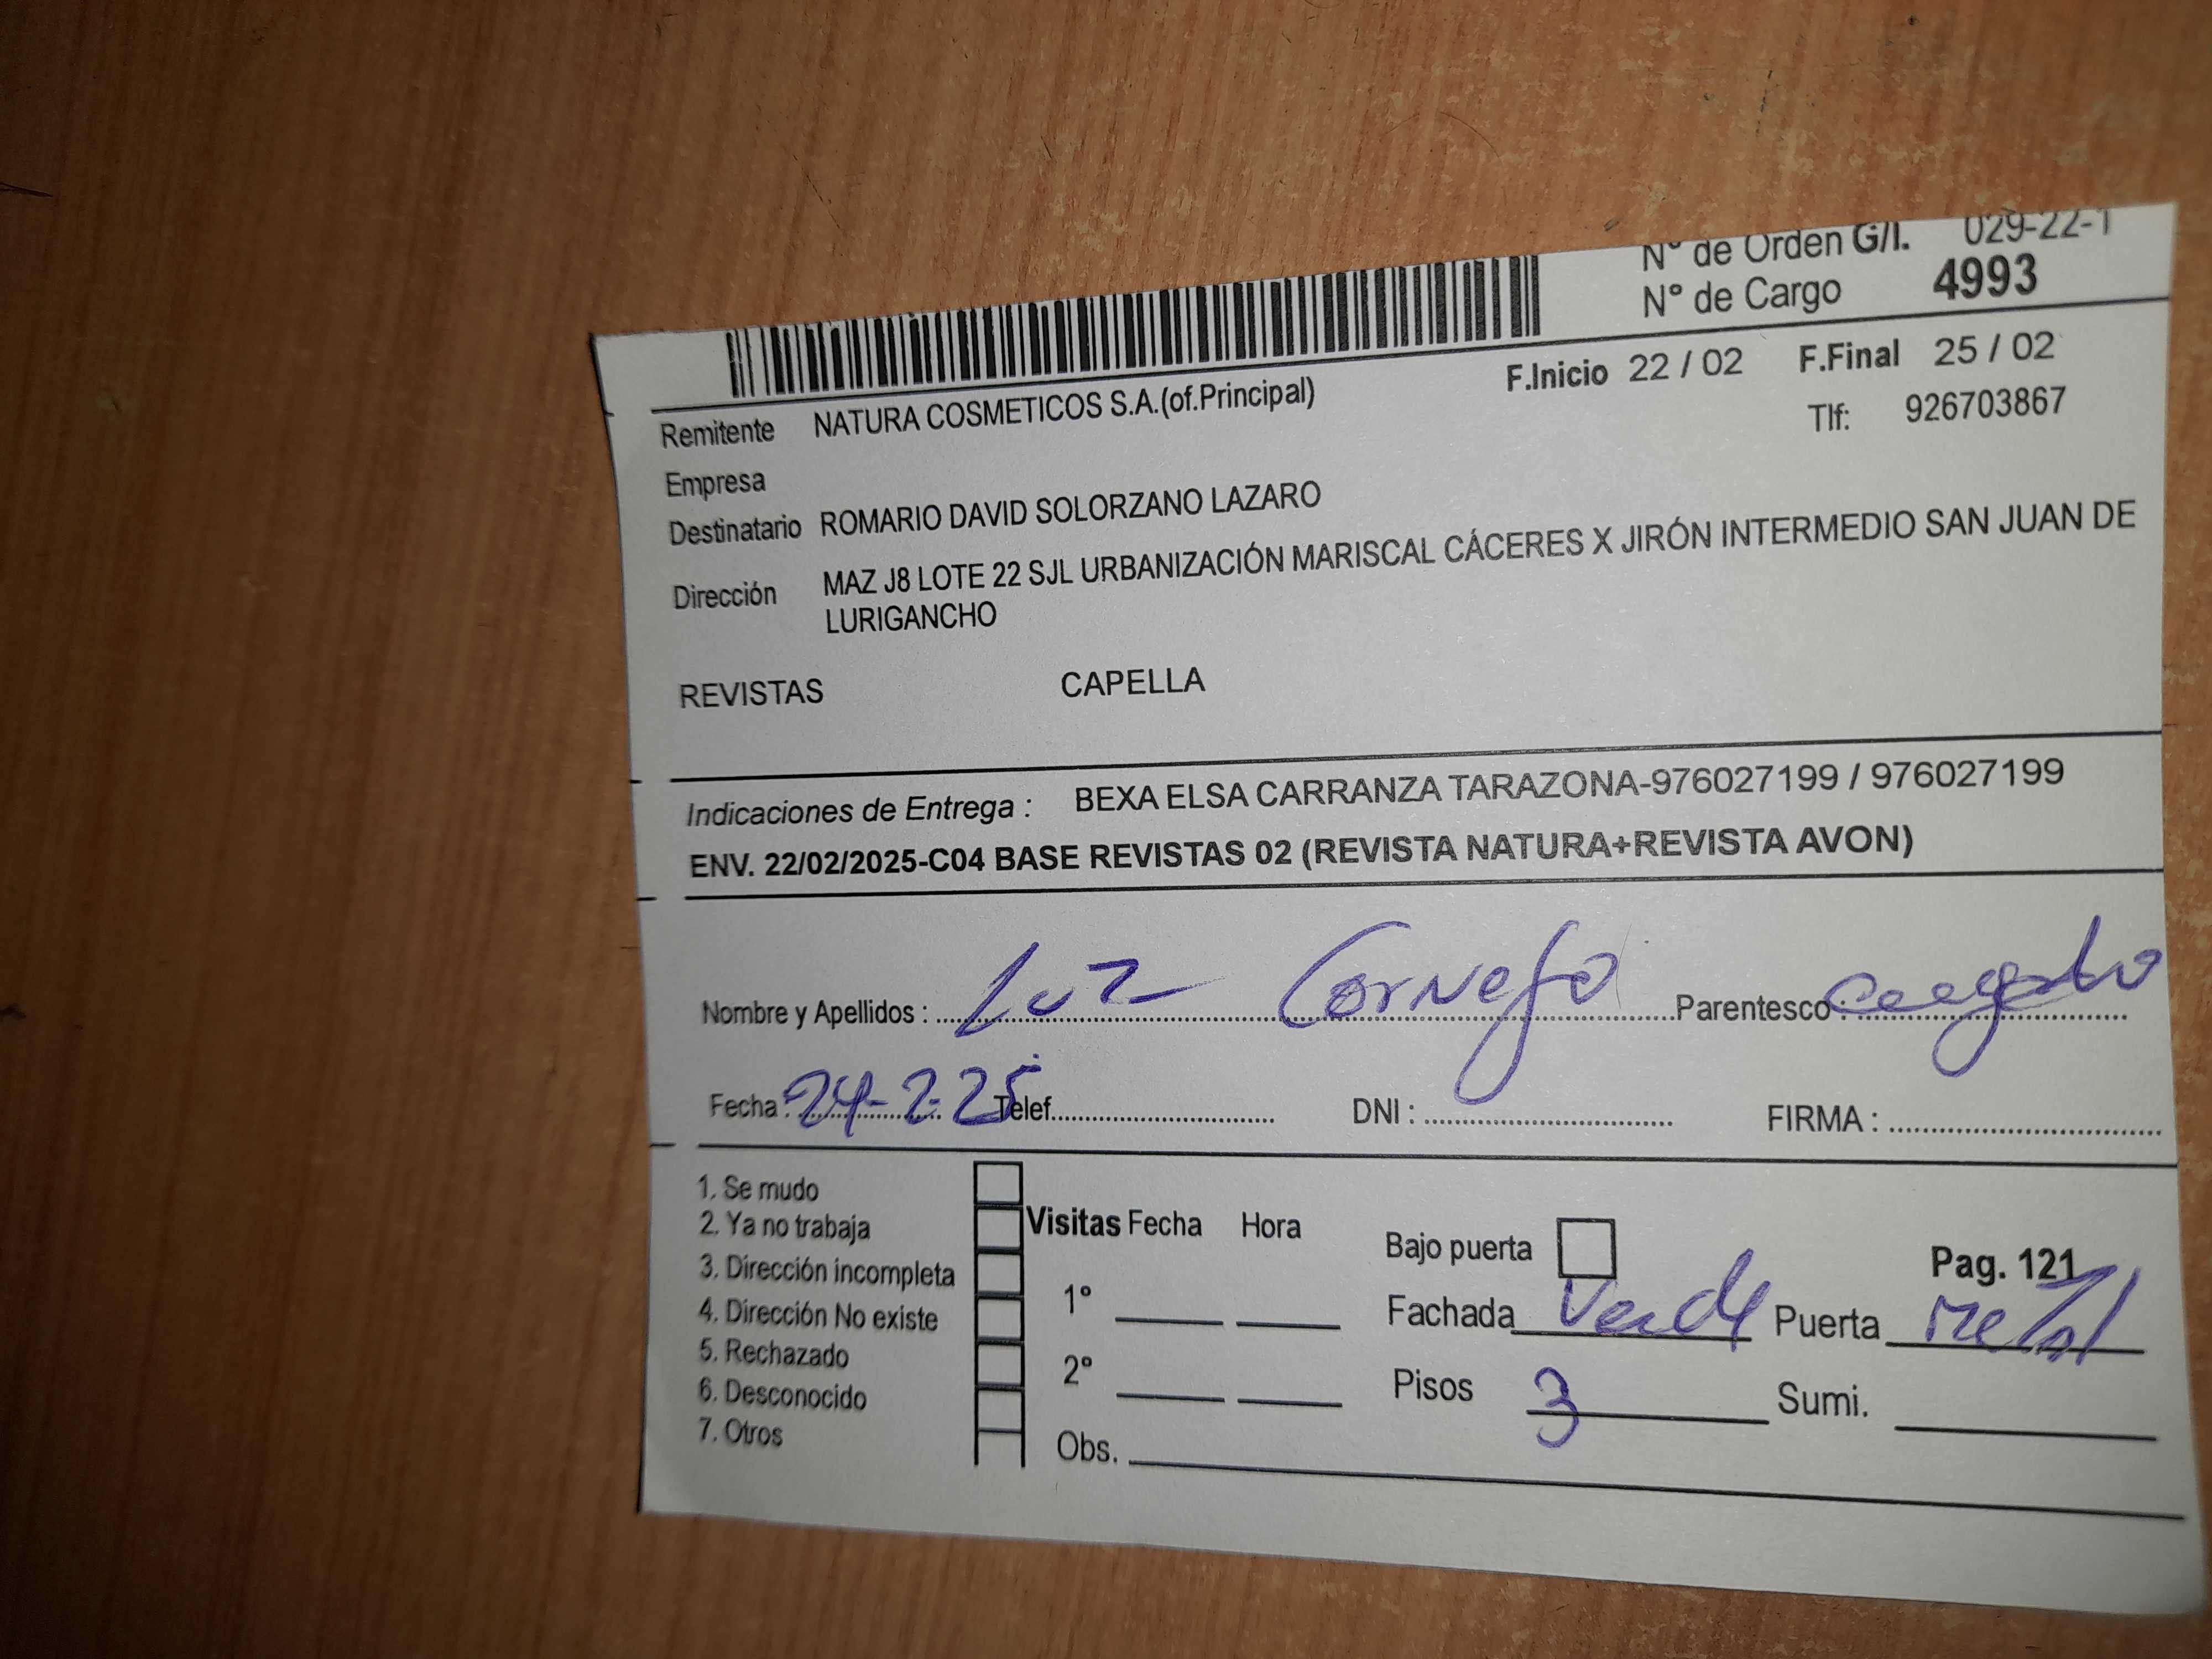 N° de Orden G/I. 029-22-1
N° de Cargo 4993
F.Inicio 22 / 02 F.Final 25 / 02
Remitente NATURA COSMETICOS S.A.(of.Principal)
Tlf: 926703867
Empresa
Destinatario ROMARIO DAVID SOLORZANO LAZARO
Dirección MAZ J8 LOTE 22 SJL URBANIZACIÓN MARISCAL CÁCERES X JIRÓN INTERMEDIO SAN JUAN DE
LURIGANCHO
REVISTAS CAPELLA
Indicaciones de Entrega : BEXA ELSA CARRANZA TARAZONA-976027199 / 976027199
ENV. 22/02/2025-C04 BASE REVISTAS 02 (REVISTA NATURA+REVISTA AVON)
Nombre y Apellidos : Luz Cornejo Parentesco :
Fecha : 24-2-25 Telef. DNI : FIRMA :
1. Se mudo
2. Ya no trabaja
3. Dirección incompleta
4. Dirección No existe
5. Rechazado
6. Desconocido
7. Otros
Visitas Fecha Hora
1°
2°
Obs.
Bajo puerta Pag. 121
Fachada Verde Puerta Metal
Pisos 3 Sumi.